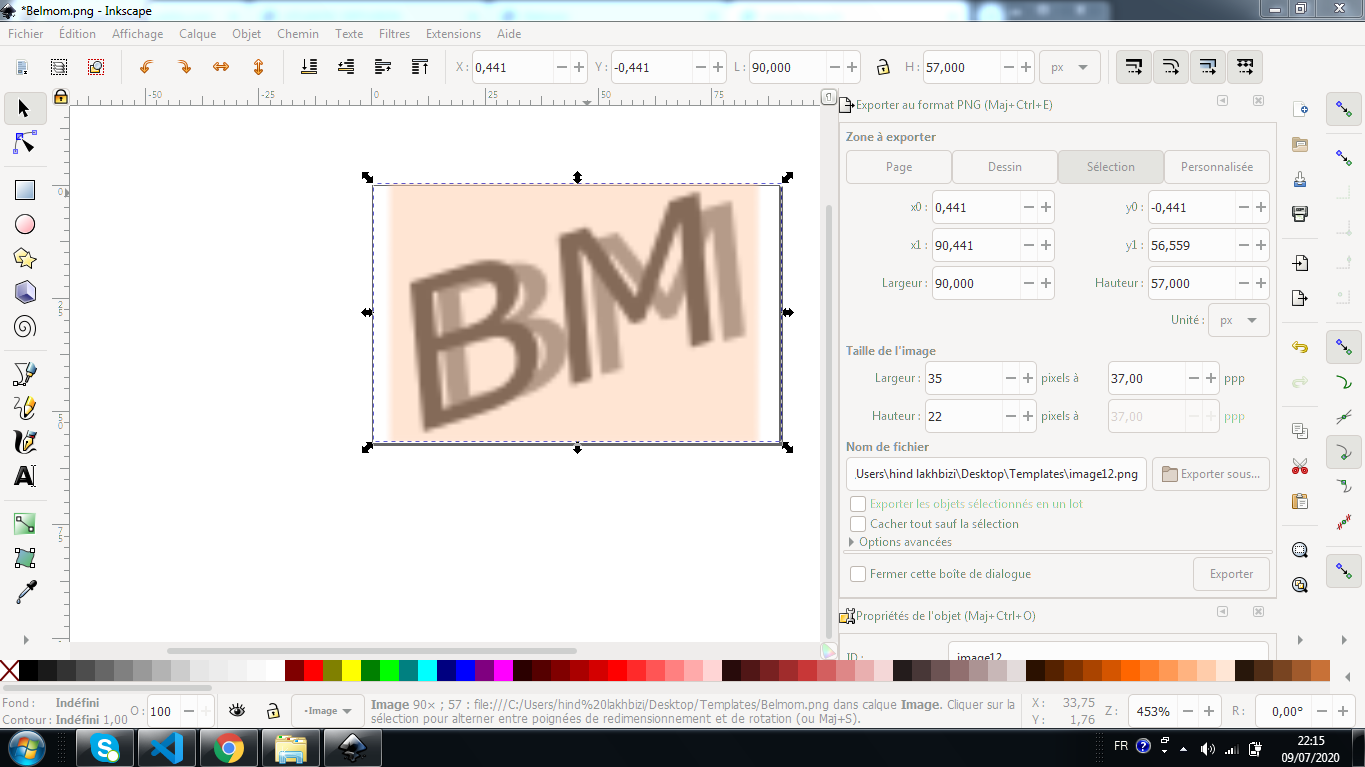 *Belmom.png - Inkscape
Fichier Édition Affichage Calque Objet Chemin Texte Filtres Extensions Aide
X : 0,441 Y : -0,441 L : 90,000 H : 57,000 px
-50 -25 0 25 50 75
0
25
50
75
BM
Exporter au format PNG (Maj+Ctrl+E)
Zone à exporter
Page Dessin Sélection Personnalisée
x0 : 0,441 y0 : -0,441
x1 : 90,441 y1 : 56,559
Largeur : 90,000 Hauteur : 57,000
Unité : px
Taille de l'image
Largeur : 35 pixels à 37,00 ppp
Hauteur : 22 pixels à 37,00 ppp
Nom de fichier
Users\hind lakhbizi\Desktop\Templates\image12.png Exporter sous...
Exporter les objets sélectionnés en un lot
Cacher tout sauf la sélection
Options avancées
Fermer cette boîte de dialogue Exporter
Propriétés de l'objet (Maj+Ctrl+O)
ID : image12
Fond : Indéfini
Contour : Indéfini 1,00
O : 100
-Image
Image 90× ; 57 : file:///C:/Users/hind%20lakhbizi/Desktop/Templates/Belmom.png dans calque Image. Cliquer sur la
sélection pour alterner entre poignées de redimensionnement et de rotation (ou Maj+S).
X : 33,75
Y : 1,76
Z : 453% R : 0,00°
FR 22:15
09/07/2020